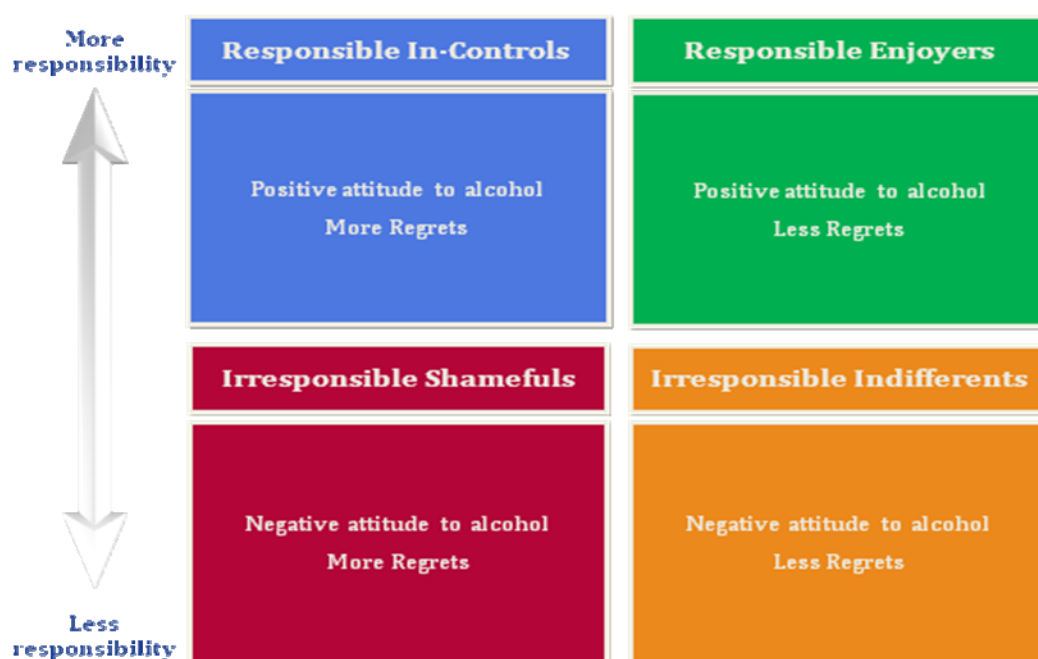 More
responsibility
Responsible In-Controls
Responsible Enjoyers
Positive attitude to alcohol
More Regrets
Positive attitude to alcohol
Less Regrets
Irresponsible Shamefuls
Irresponsible Indifferents
Negative attitude to alcohol
More Regrets
Negative attitude to alcohol
Less Regrets
Less
responsibility